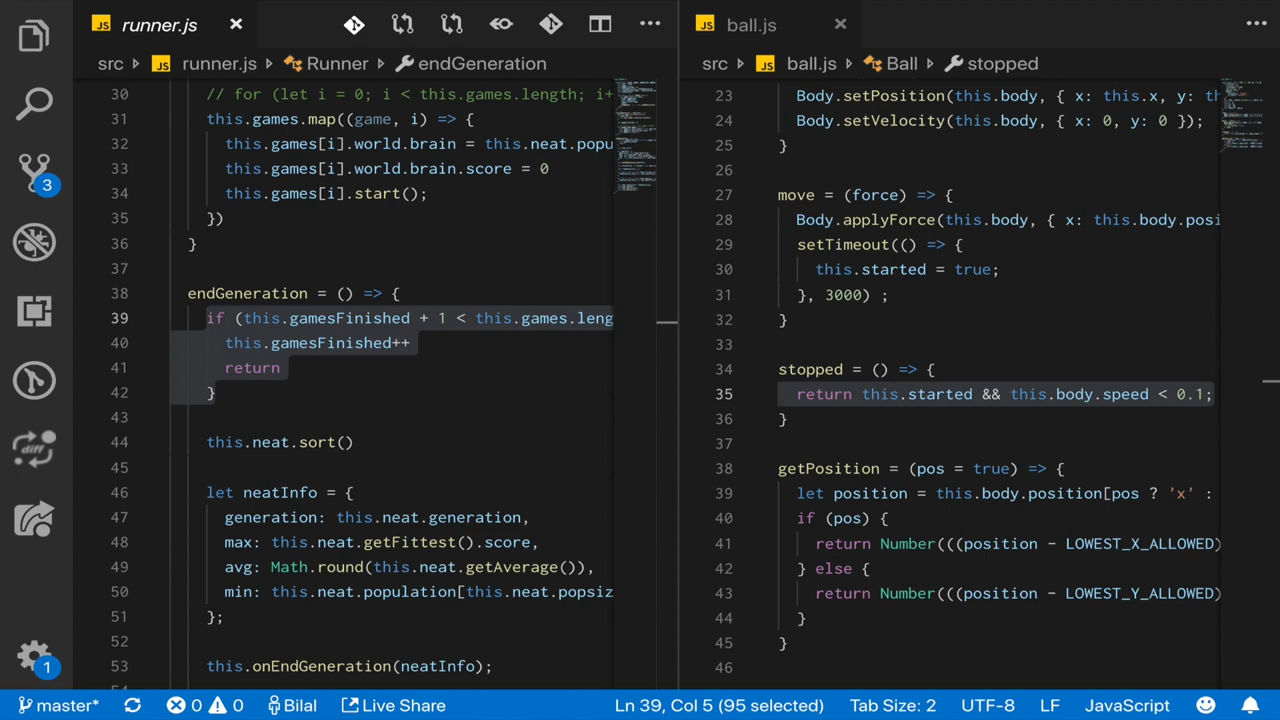 JS runner.js
src > JS runner.js > Runner > endGeneration
30 // for (let i = 0; i < this.games.length; i+
31 this.games.map((game, i) => {
32 this.games[i].world.brain = this.neat.popu
33 this.games[i].world.brain.score = 0
34 this.games[i].start();
35 })
36 }
37
38 endGeneration = () => {
39 if (this.gamesFinished + 1 < this.games.leng
40 this.gamesFinished++
41 return
42 }
43
44 this.neat.sort()
45
46 let neatInfo = {
47 generation: this.neat.generation,
48 max: this.neat.getFittest().score,
49 avg: Math.round(this.neat.getAverage()),
50 min: this.neat.population[this.neat.popsiz
51 };
52
53 this.onEndGeneration(neatInfo);
JS ball.js
src > JS ball.js > Ball > stopped
23 Body.setPosition(this.body, { x: this.x, y: th
24 Body.setVelocity(this.body, { x: 0, y: 0 });
25 }
26
27 move = (force) => {
28 Body.applyForce(this.body, { x: this.body.posi
29 setTimeout(() => {
30 this.started = true;
31 }, 3000) ;
32 }
33
34 stopped = () => {
35 return this.started && this.body.speed < 0.1;
36 }
37
38 getPosition = (pos = true) => {
39 let position = this.body.position[pos ? 'x' :
40 if (pos) {
41 return Number(((position - LOWEST_X_ALLOWED)
42 } else {
43 return Number(((position - LOWEST_Y_ALLOWED)
44 }
45 }
46
3
diff
1
master* 0 0 Bilal Live Share Ln 39, Col 5 (95 selected) Tab Size: 2 UTF-8 LF JavaScript